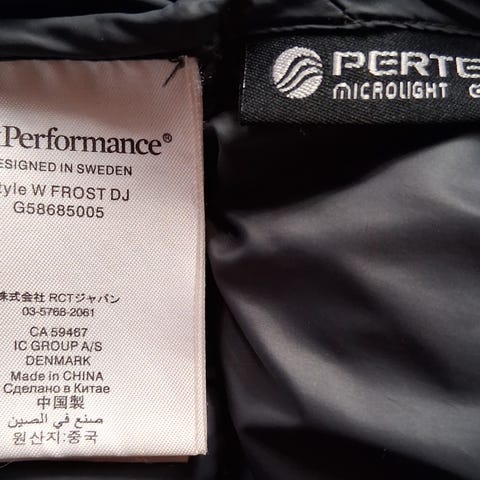 Performance®
DESIGNED IN SWEDEN
Style W FROST DJ
G58685005
株式会社 RCTジャパン
03-5768-2061
CA 59467
IC GROUP A/S
DENMARK
Made in CHINA
Сделано в Китае
中国製
صنع في الصين
원산지:중국
PERTE
MICROLIGHT